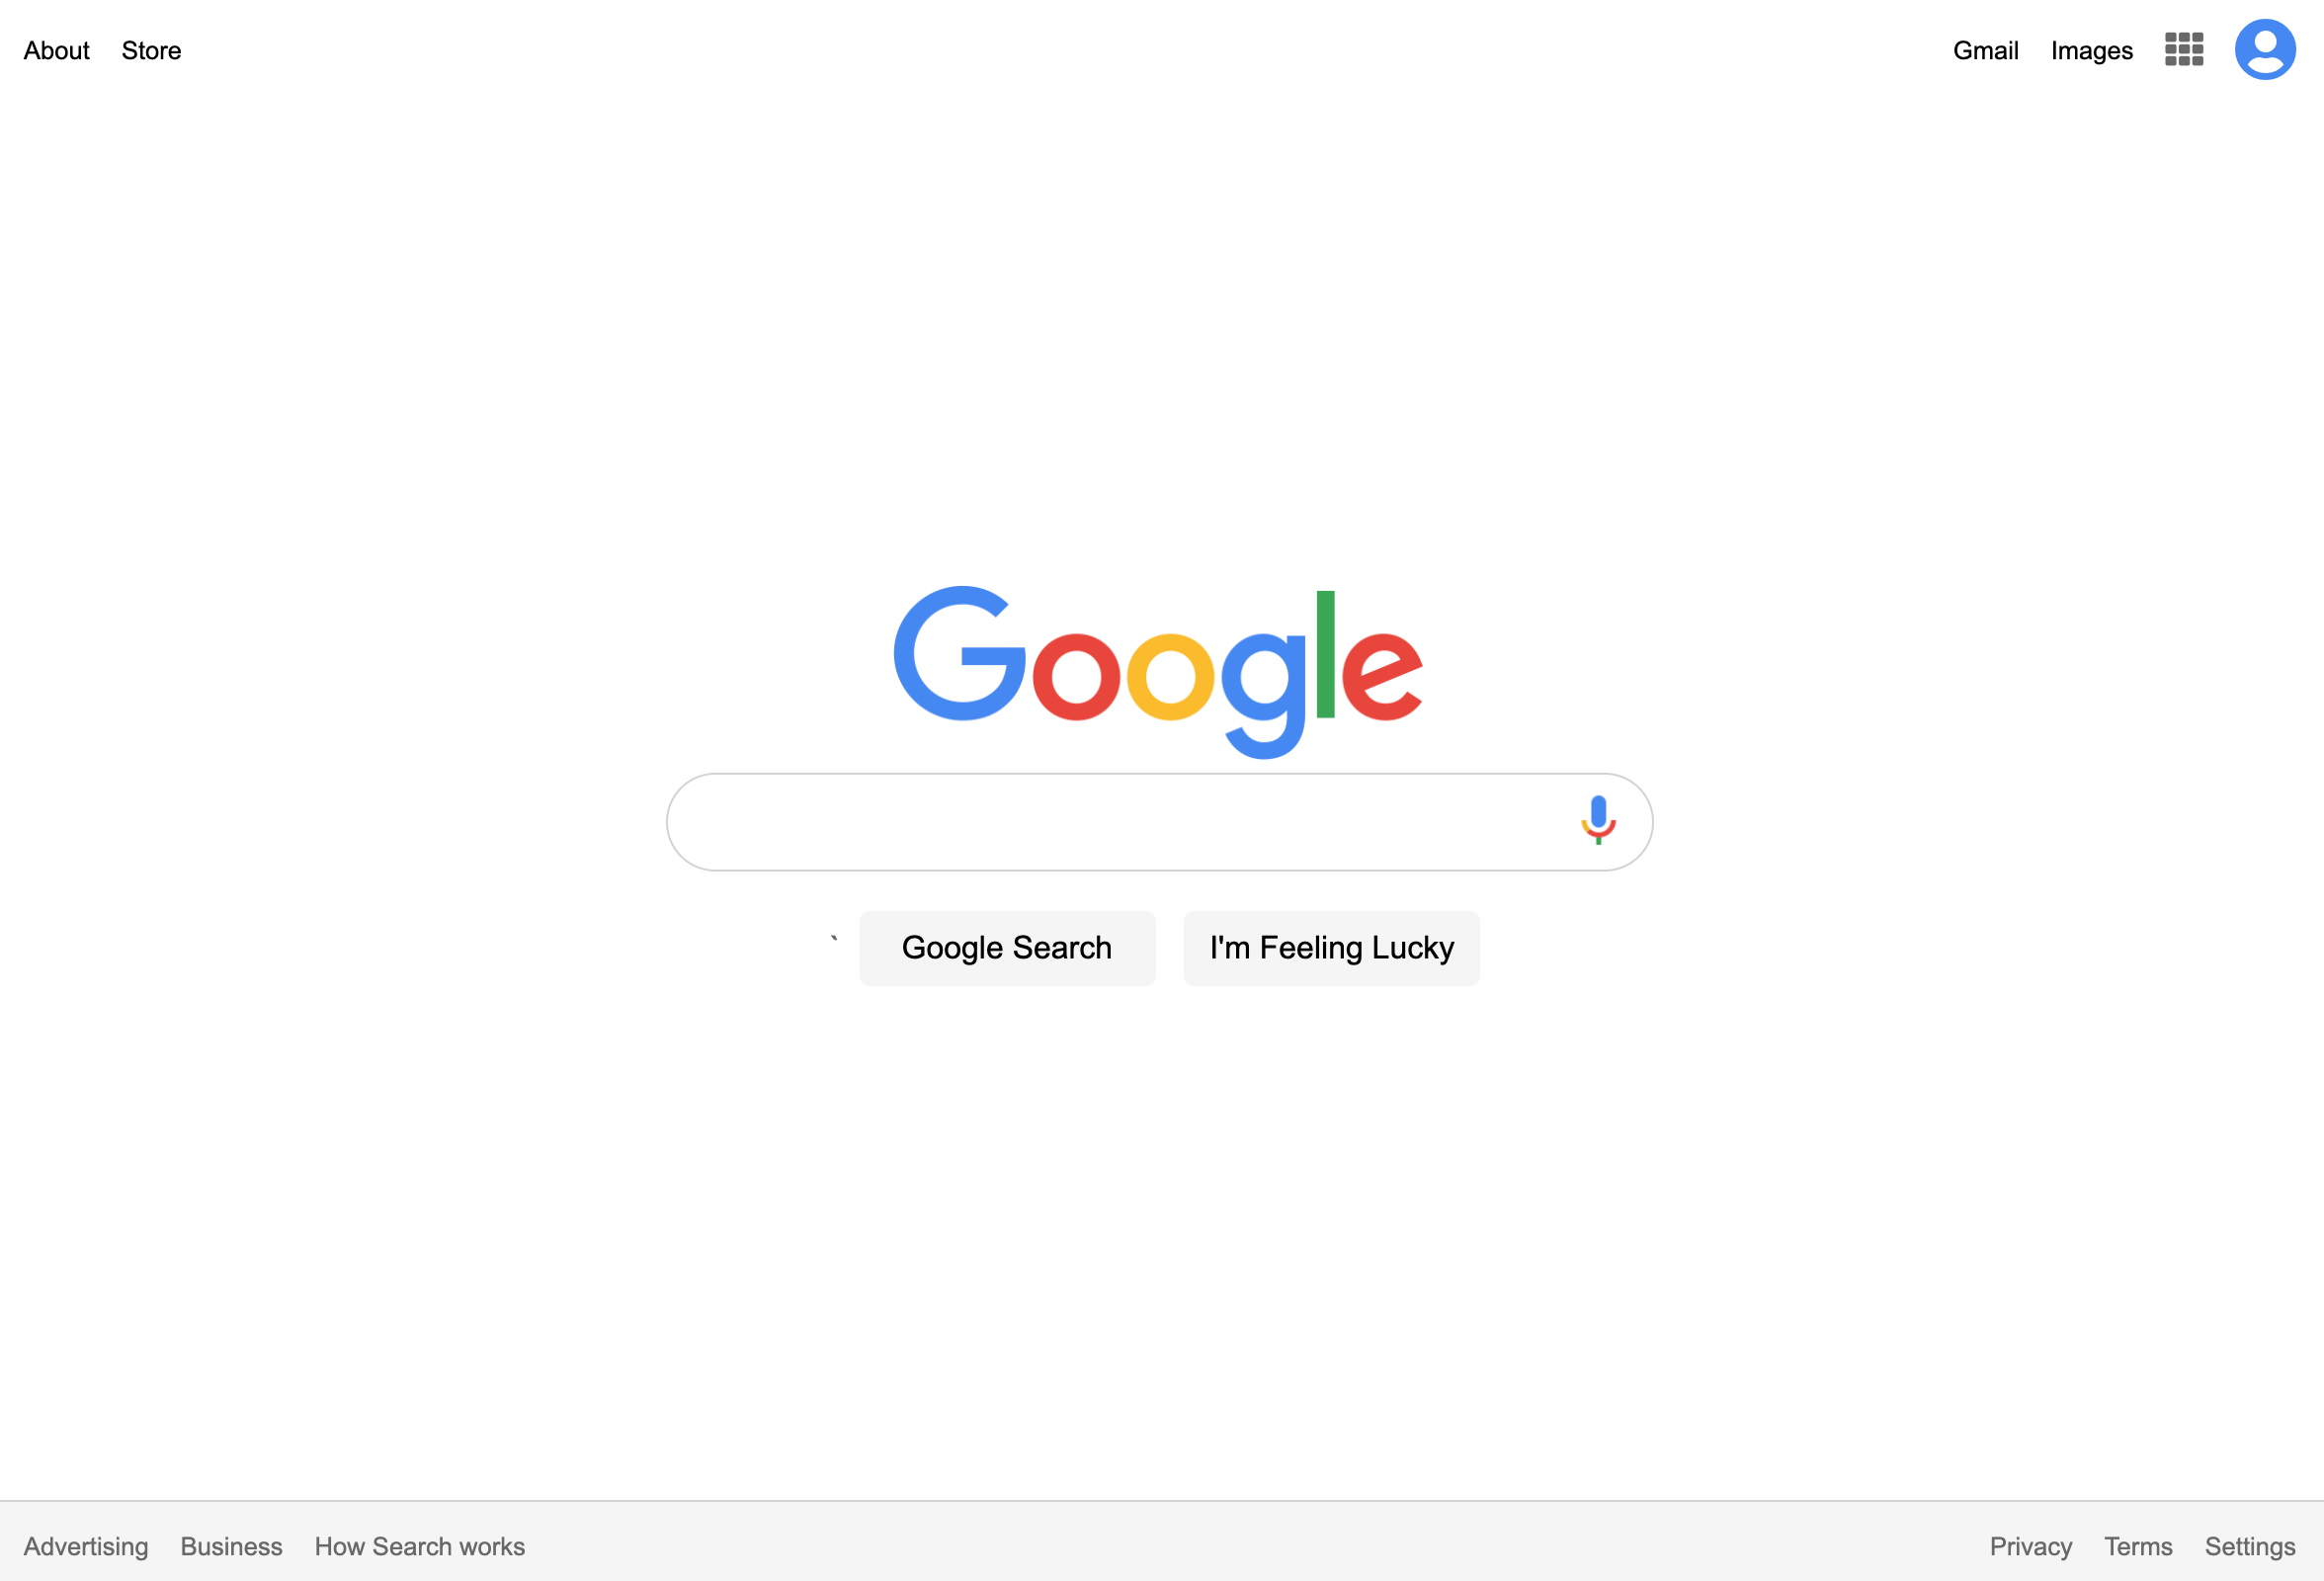 About Store Gmail Images
Google
` Google Search I'm Feeling Lucky
Advertising Business How Search works Privacy Terms Settings